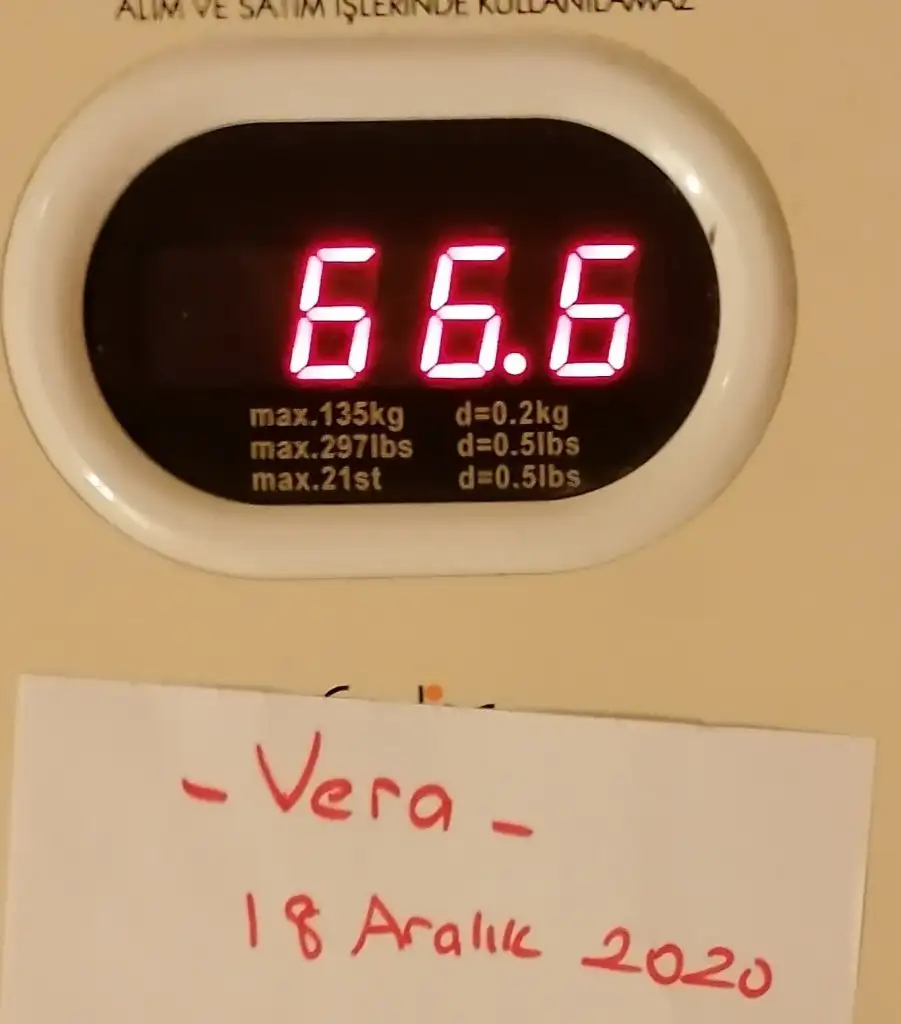 ALIM VE SATIM İŞLERİNDE KULLANILAMAZ
66.6
max.135kg d=0.2kg
max.297lbs d=0.5lbs
max.21st d=0.5lbs
- Vera -
18 Aralık 2020